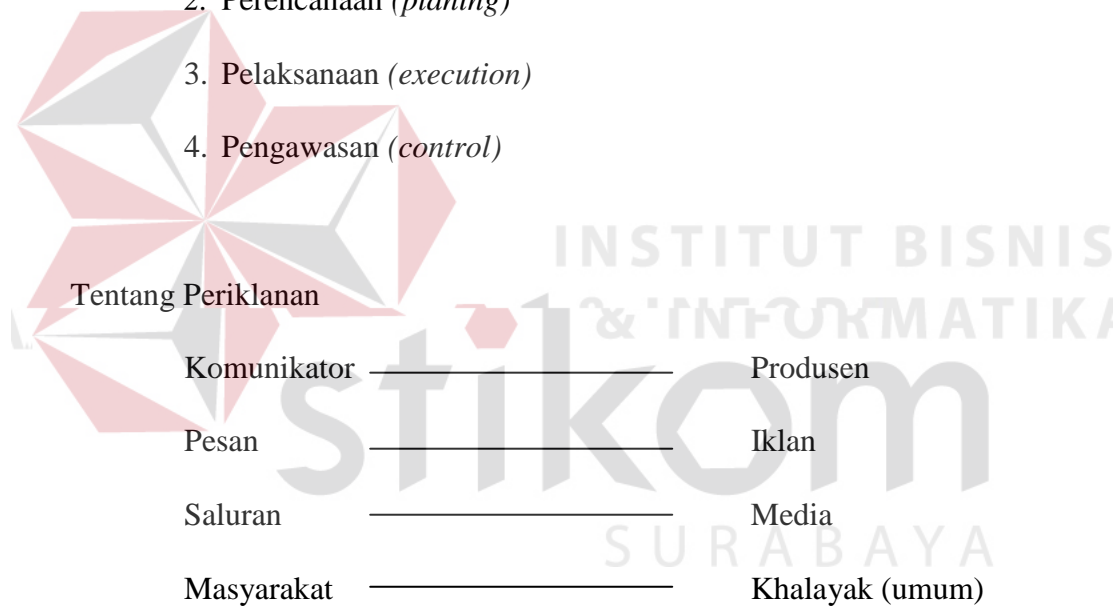 2. Perencanaan (planing)
3. Pelaksanaan (execution)
4. Pengawasan (control)
INSTITUT BISNIS
Tentang Periklanan
& INFORMATIKA
stikom
Komunikator Produsen
Pesan Iklan
Saluran Media
SURABAYA
Masyarakat Khalayak (umum)